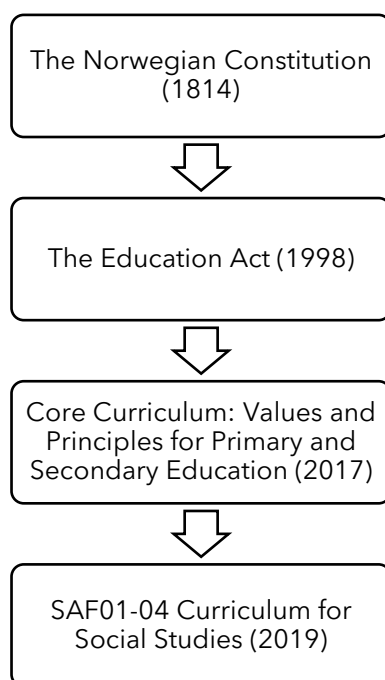 The Norwegian Constitution
(1814)
The Education Act (1998)
Core Curriculum: Values and
Principles for Primary and
Secondary Education (2017)
SAF01-04 Curriculum for
Social Studies (2019)